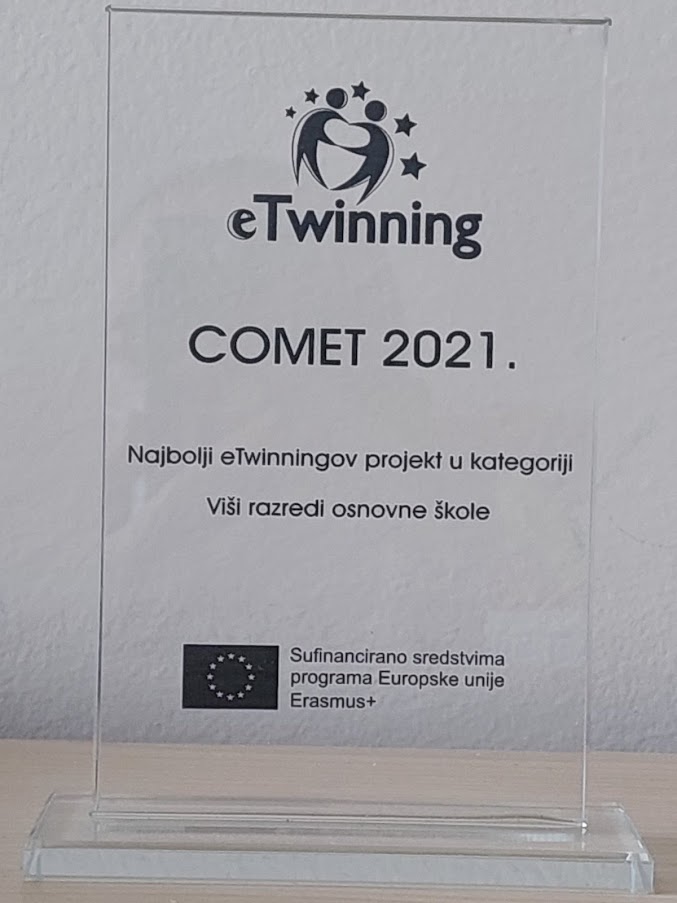 eTwinning
COMET 2021.
Najbolji eTwinningov projekt u kategoriji
Viši razredi osnovne škole
Sufinancirano sredstvima
programa Europske unije
Erasmus+